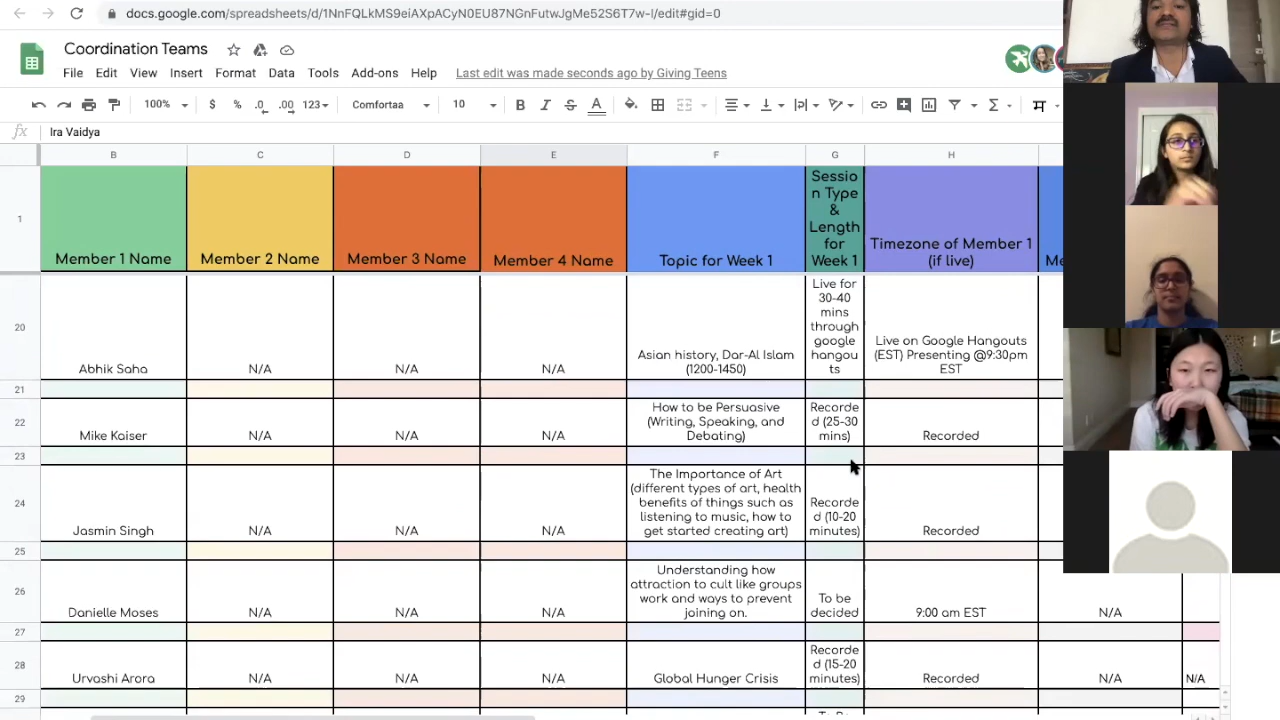 docs.google.com/spreadsheets/d/1NnFQLkMS9eiAXpACyN0EU87NGnFutwJgMe52S6T7w-I/edit#gid=0
Coordination Teams
File Edit View Insert Format Data Tools Add-ons Help Last edit was made seconds ago by Giving Teens
100% $ % .0 .00 123 Comfortaa 10 B I S A
fx Ira Vaidya
B C D E F G H
1
Member 1 Name
Member 2 Name
Member 3 Name
Member 4 Name
Topic for Week 1
Sessio
n Type
&
Length
for
Week 1
Timezone of Member 1
(if live)
20
Abhik Saha
N/A
N/A
N/A
Asian history, Dar-Al Islam
(1200-1450)
Live for
30-40
mins
through
google
hangou
ts
Live on Google Hangouts
(EST) Presenting @9:30pm
EST
21
22
Mike Kaiser
N/A
N/A
N/A
How to be Persuasive
(Writing, Speaking, and
Debating)
Recorde
d (25-30
mins)
Recorded
23
24
Jasmin Singh
N/A
N/A
N/A
The Importance of Art
(different types of art, health
benefits of things such as
listening to music, how to
get started creating art)
Recorde
d (10-20
minutes)
Recorded
25
26
Danielle Moses
N/A
N/A
N/A
Understanding how
attraction to cult like groups
work and ways to prevent
joining on.
To be
decided
9:00 am EST
N/A
27
28
Urvashi Arora
N/A
N/A
N/A
Global Hunger Crisis
Recorde
d (15-20
minutes)
Recorded
N/A
N/A
29